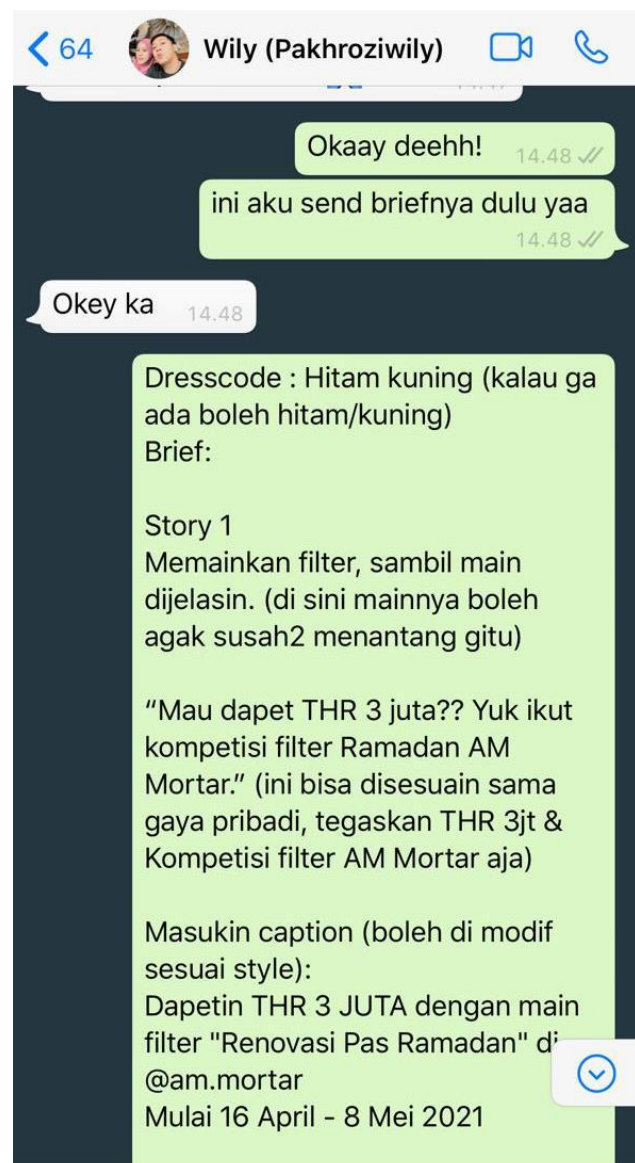 64
Wily (Pakhroziwily)
Okaay deehh! 14.48
ini aku send briefnya dulu yaa
14.48
Okey ka 14.48
Dresscode : Hitam kuning (kalau ga
ada boleh hitam/kuning)
Brief:
Story 1
Memainkan filter, sambil main
dijelasin. (di sini mainnya boleh
agak susah2 menantang gitu)
“Mau dapet THR 3 juta?? Yuk ikut
kompetisi filter Ramadan AM
Mortar.” (ini bisa disesuain sama
gaya pribadi, tegaskan THR 3jt &
Kompetisi filter AM Mortar aja)
Masukin caption (boleh di modif
sesuai style):
Dapetin THR 3 JUTA dengan main
filter "Renovasi Pas Ramadan" di
@am.mortar
Mulai 16 April - 8 Mei 2021